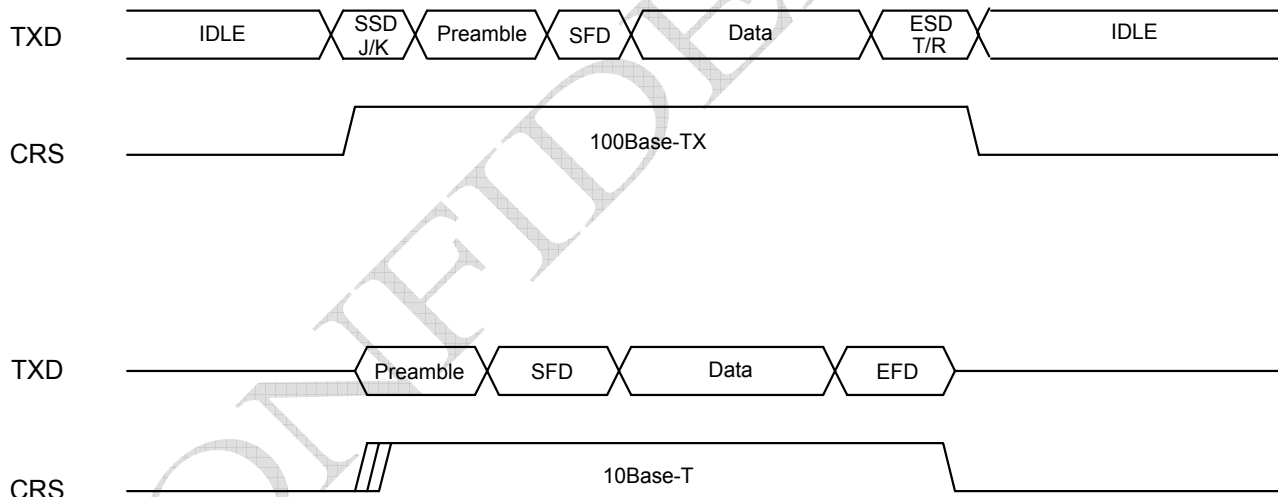 TXD IDLE SSD Preamble SFD Data ESD IDLE
J/K T/R
CRS 100Base-TX
TXD Preamble SFD Data EFD
CRS 10Base-T